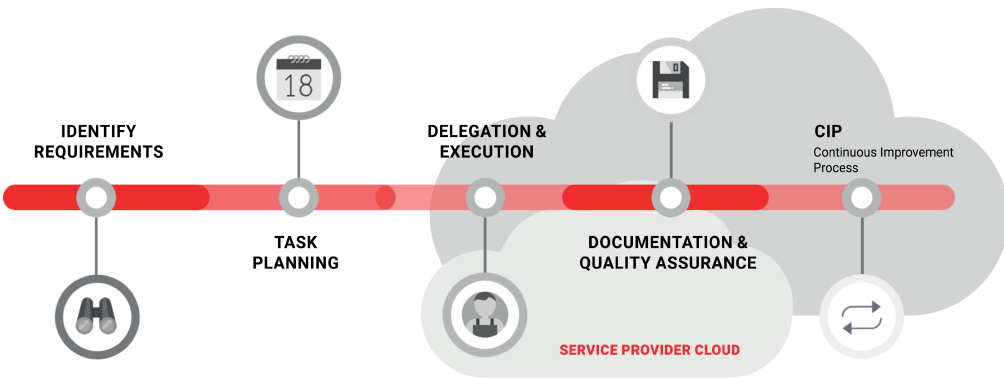 IDENTIFY
REQUIREMENTS
18
TASK
PLANNING
DELEGATION &
EXECUTION
DOCUMENTATION &
QUALITY ASSURANCE
CIP
Continuous Improvement
Process
SERVICE PROVIDER CLOUD